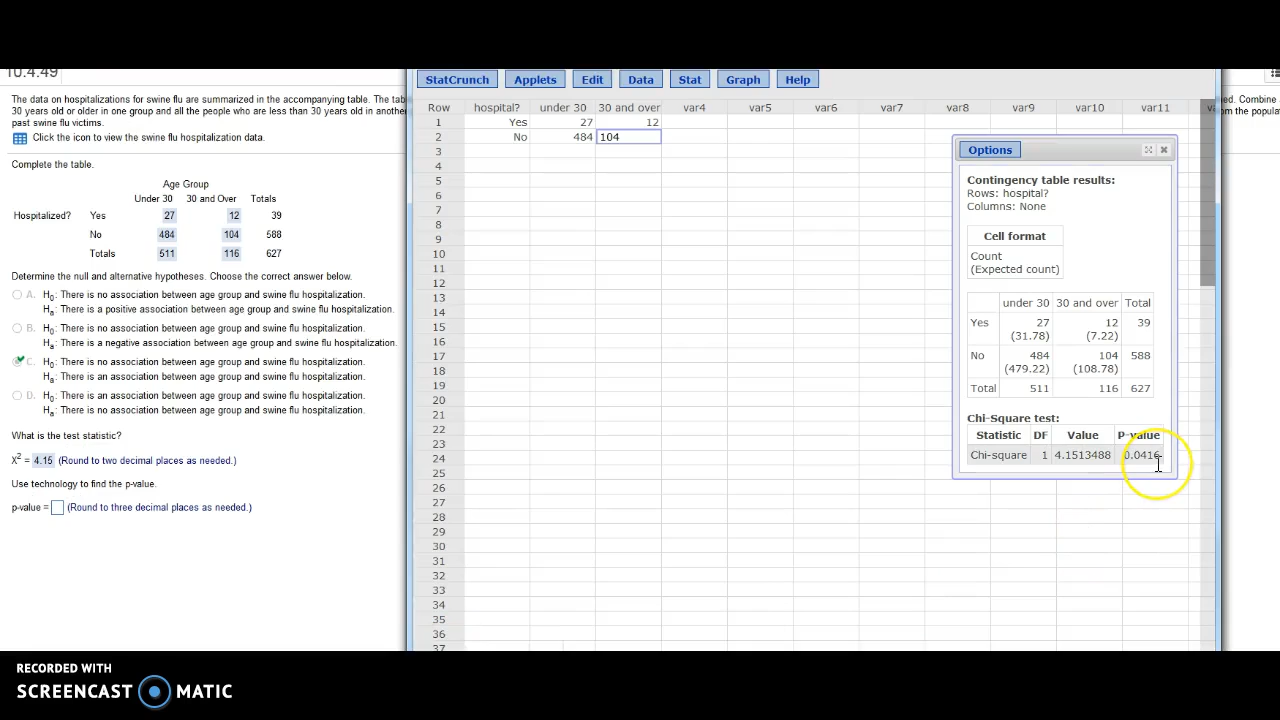 10.4.49
The data on hospitalizations for swine flu are summarized in the accompanying table. The tab
ed. Combine
30 years old or older in one group and all the people who are less than 30 years old in anothe
m the populat
past swine flu victims.
Click the icon to view the swine flu hospitalization data.
Complete the table.
Age Group
Under 30 30 and Over Totals
Hospitalized? Yes 27 12 39
No 484 104 588
Totals 511 116 627
Determine the null and alternative hypotheses. Choose the correct answer below.
A. H0: There is no association between age group and swine flu hospitalization.
Ha: There is a positive association between age group and swine flu hospitalization.
B. H0: There is no association between age group and swine flu hospitalization.
Ha: There is a negative association between age group and swine flu hospitalization.
C. H0: There is no association between age group and swine flu hospitalization.
Ha: There is an association between age group and swine flu hospitalization.
D. H0: There is an association between age group and swine flu hospitalization.
Ha: There is no association between age group and swine flu hospitalization.
What is the test statistic?
X2 = 4.15 (Round to two decimal places as needed.)
Use technology to find the p-value.
p-value = (Round to three decimal places as needed.)
StatCrunch Applets Edit Data Stat Graph Help
Row hospital? under 30 30 and over var4 var5 var6 var7 var8 var9 var10 var11
1 Yes 27 12
2 No 484 104
3
4
5
6
7
8
9
10
11
12
13
14
15
16
17
18
19
20
21
22
23
24
25
26
27
28
29
30
31
32
33
34
35
36
37
Options
Contingency table results:
Rows: hospital?
Columns: None
Cell format
Count
(Expected count)
under 30 30 and over Total
Yes 27 12 39
(31.78) (7.22)
No 484 104 588
(479.22) (108.78)
Total 511 116 627
Chi-Square test:
Statistic DF Value P-value
Chi-square 1 4.1513488 0.0416
RECORDED WITH
SCREENCAST MATIC